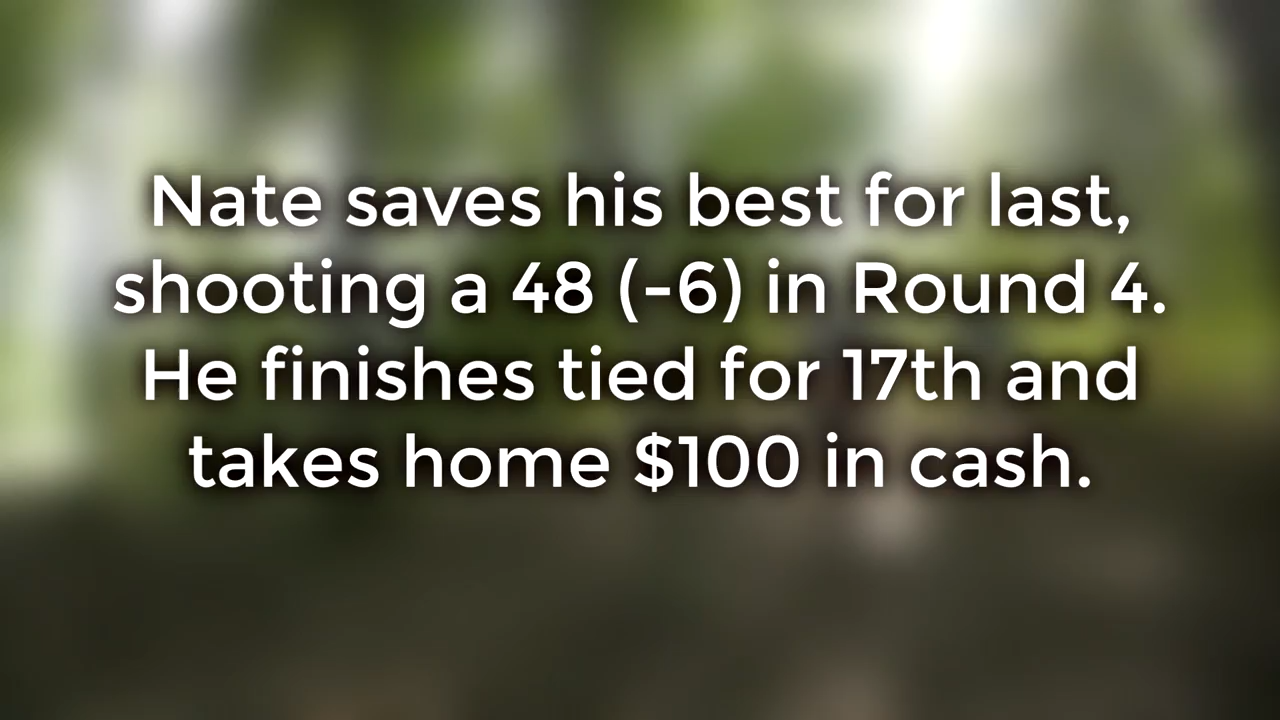 Nate saves his best for last,
shooting a 48 (-6) in Round 4.
He finishes tied for 17th and
takes home $100 in cash.